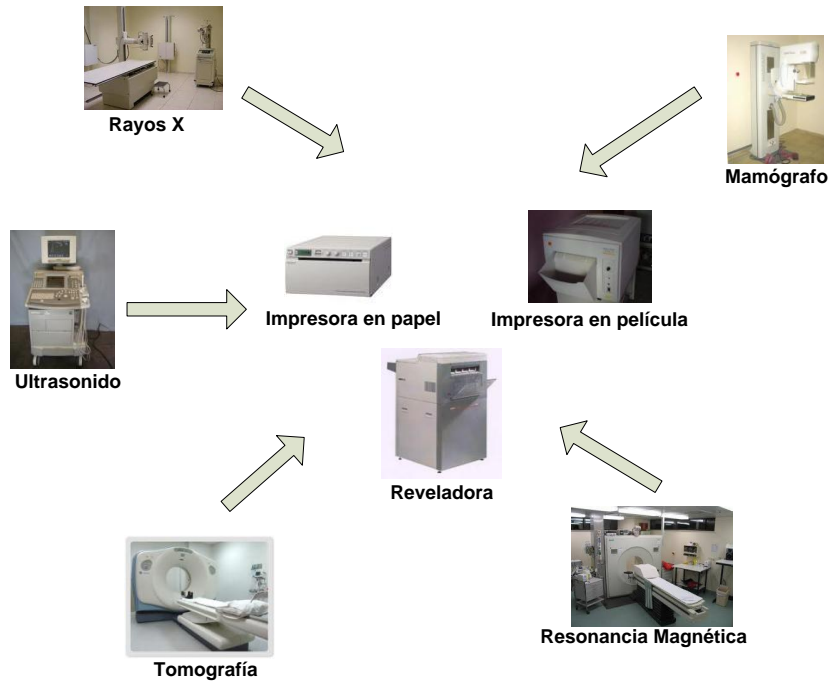 Rayos X
Mamógrafo
Impresora en papel
Impresora en película
Ultrasonido
Reveladora
Tomografía
Resonancia Magnética